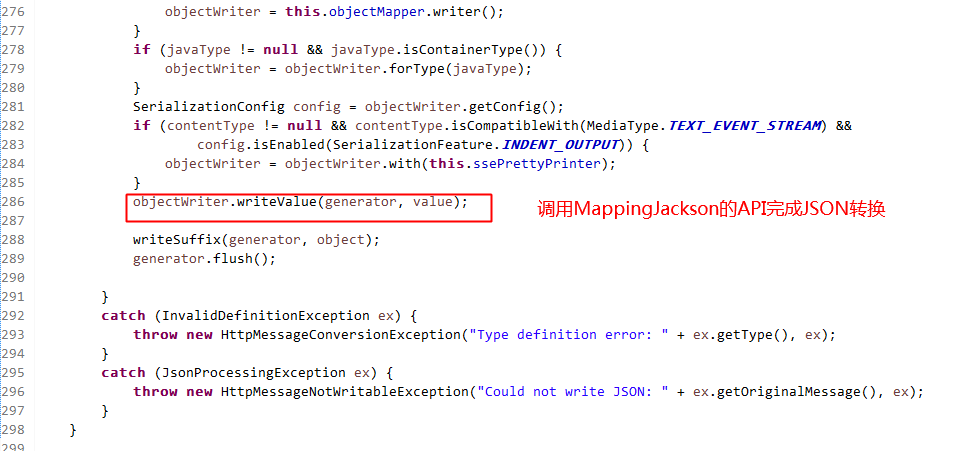 276 objectWriter = this.objectMapper.writer();
277 }
278 if (javaType != null && javaType.isContainerType()) {
279 objectWriter = objectWriter.forType(javaType);
280 }
281 SerializationConfig config = objectWriter.getConfig();
282 if (contentType != null && contentType.isCompatibleWith(MediaType.TEXT_EVENT_STREAM) &&
283 config.isEnabled(SerializationFeature.INDENT_OUTPUT)) {
284 objectWriter = objectWriter.with(this.ssePrettyPrinter);
285 }
286 objectWriter.writeValue(generator, value); 调用MappingJackson的API完成JSON转换
287
288 writeSuffix(generator, object);
289 generator.flush();
290
291 }
292 catch (InvalidDefinitionException ex) {
293 throw new HttpMessageConversionException("Type definition error: " + ex.getType(), ex);
294 }
295 catch (JsonProcessingException ex) {
296 throw new HttpMessageNotWritableException("Could not write JSON: " + ex.getOriginalMessage(), ex);
297 }
298 }
299